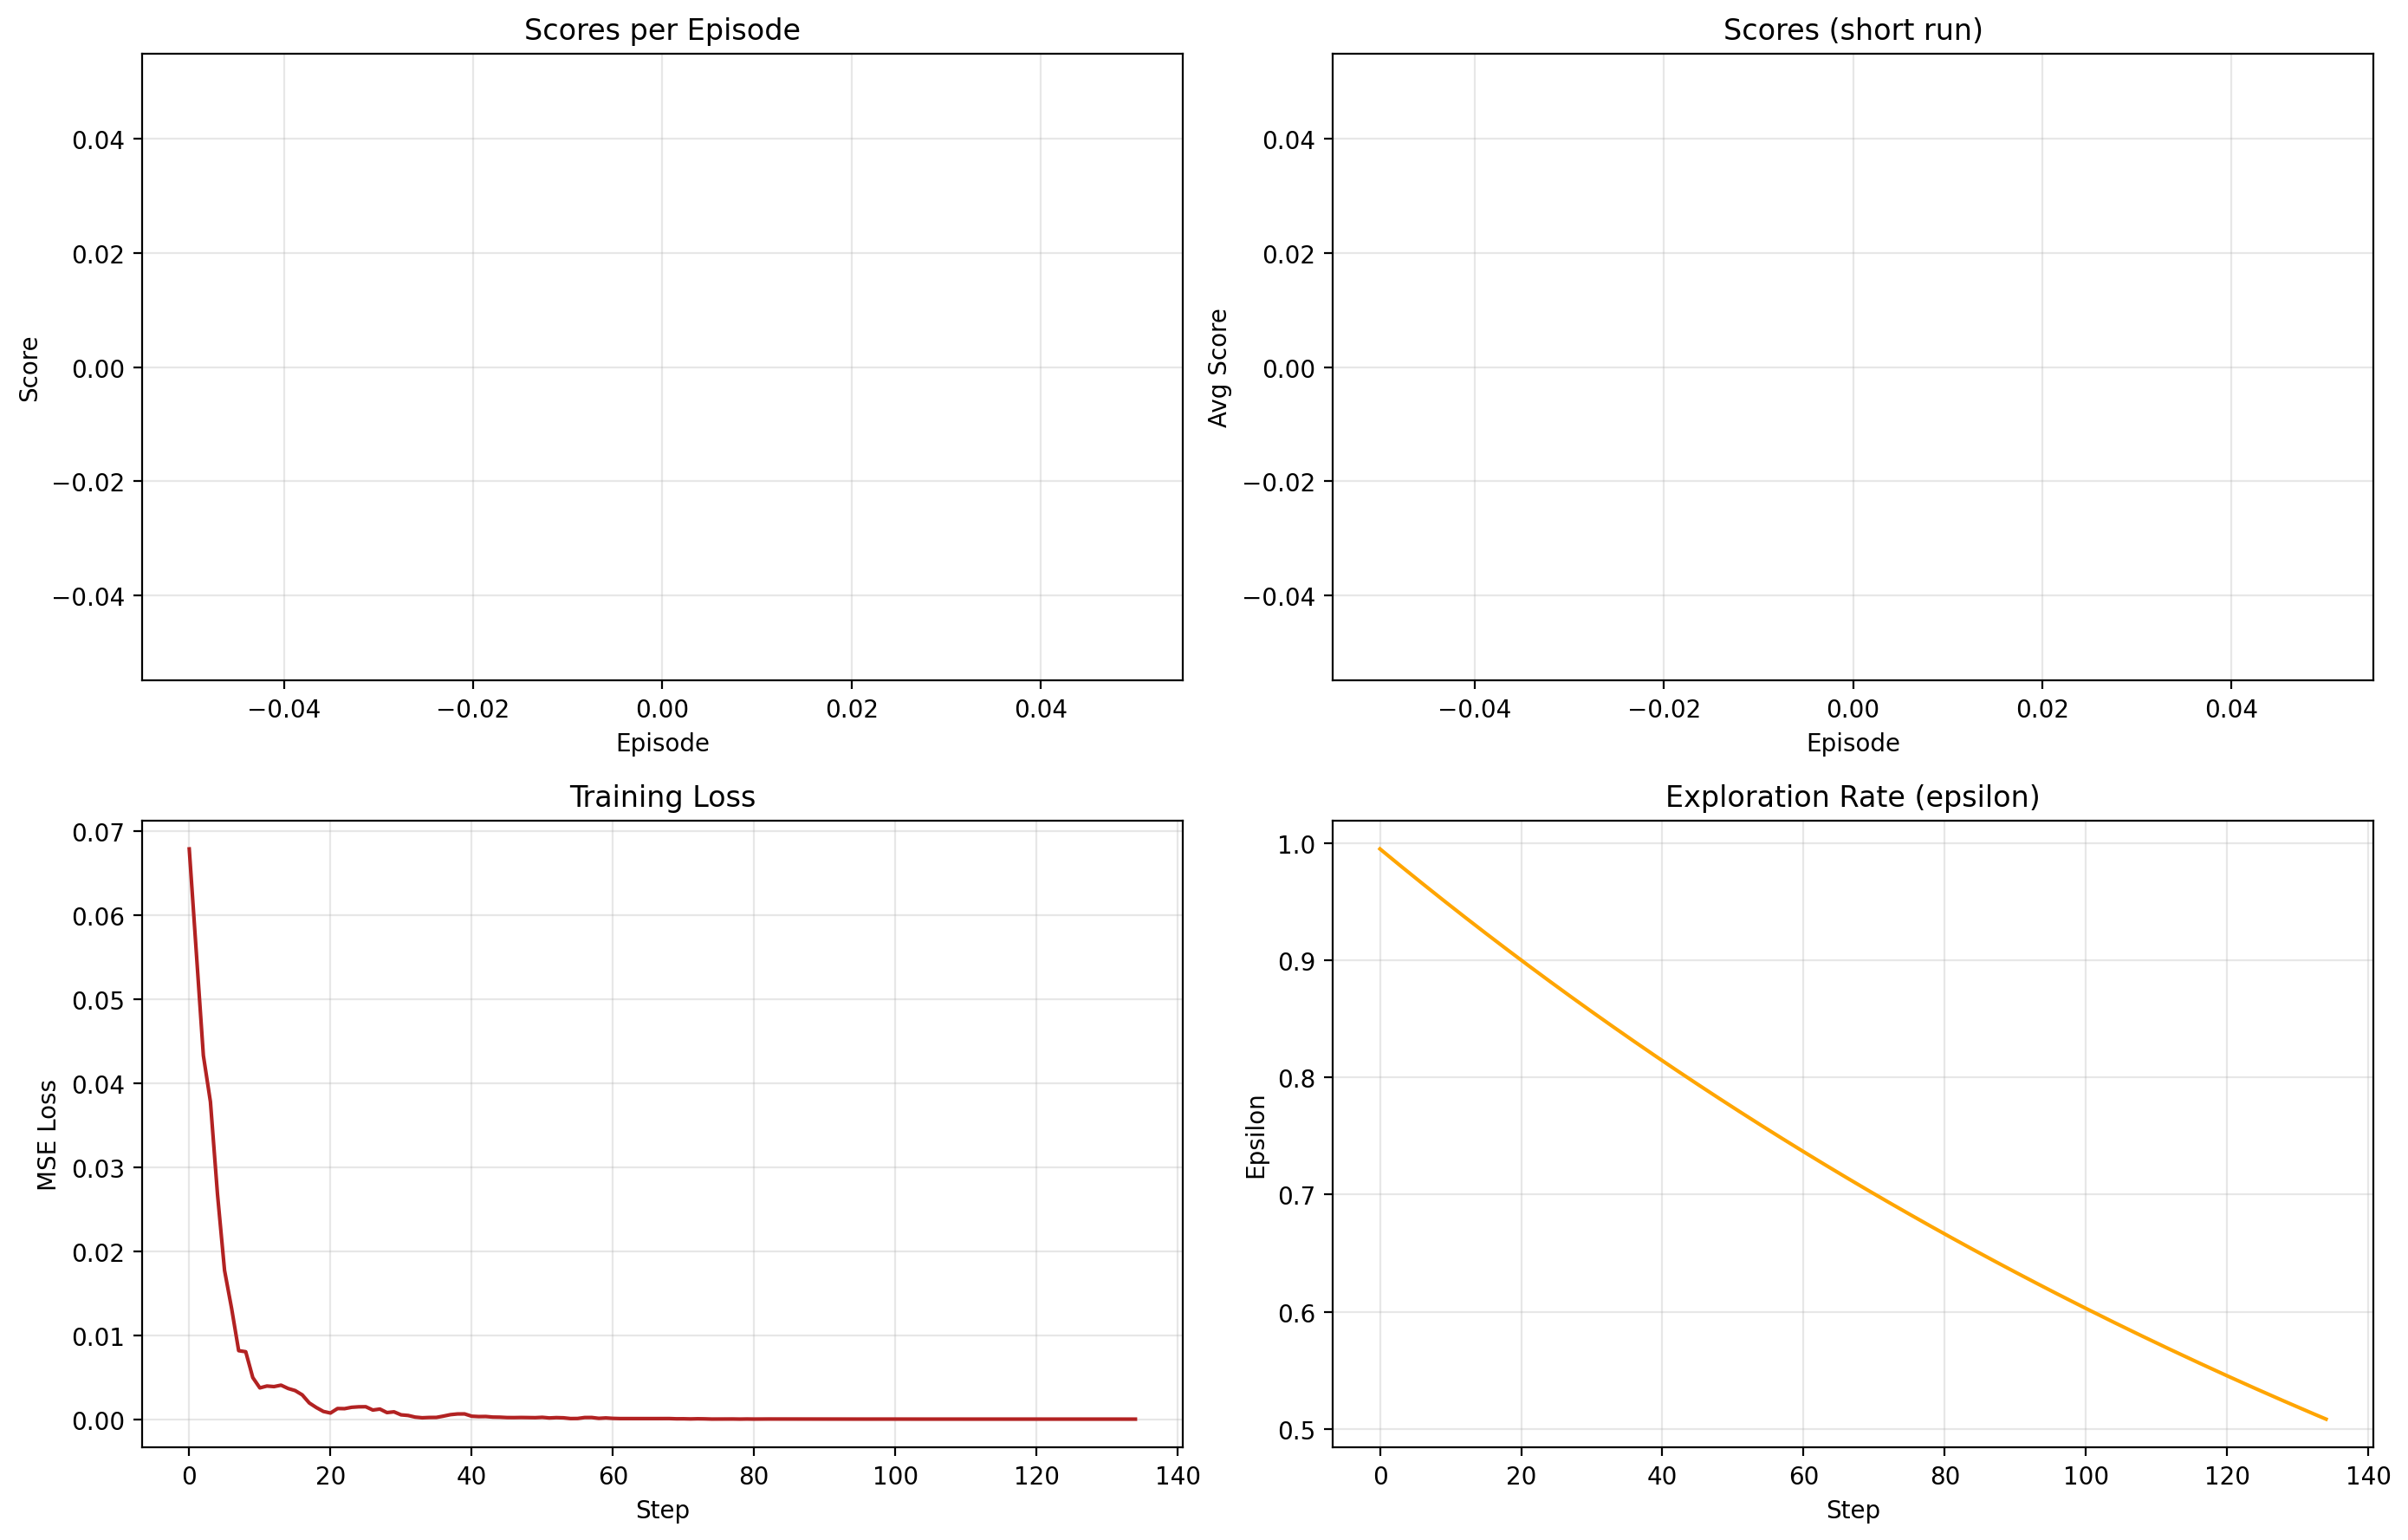 Scores per Episode
Score
0.04
0.02
0.00
−0.02
−0.04
−0.04 −0.02 0.00 0.02 0.04
Episode
Scores (short run)
Avg Score
0.04
0.02
0.00
−0.02
−0.04
−0.04 −0.02 0.00 0.02 0.04
Episode
Training Loss
MSE Loss
0.07
0.06
0.05
0.04
0.03
0.02
0.01
0.00
0 20 40 60 80 100 120 140
Step
Exploration Rate (epsilon)
Epsilon
1.0
0.9
0.8
0.7
0.6
0.5
0 20 40 60 80 100 120 140
Step